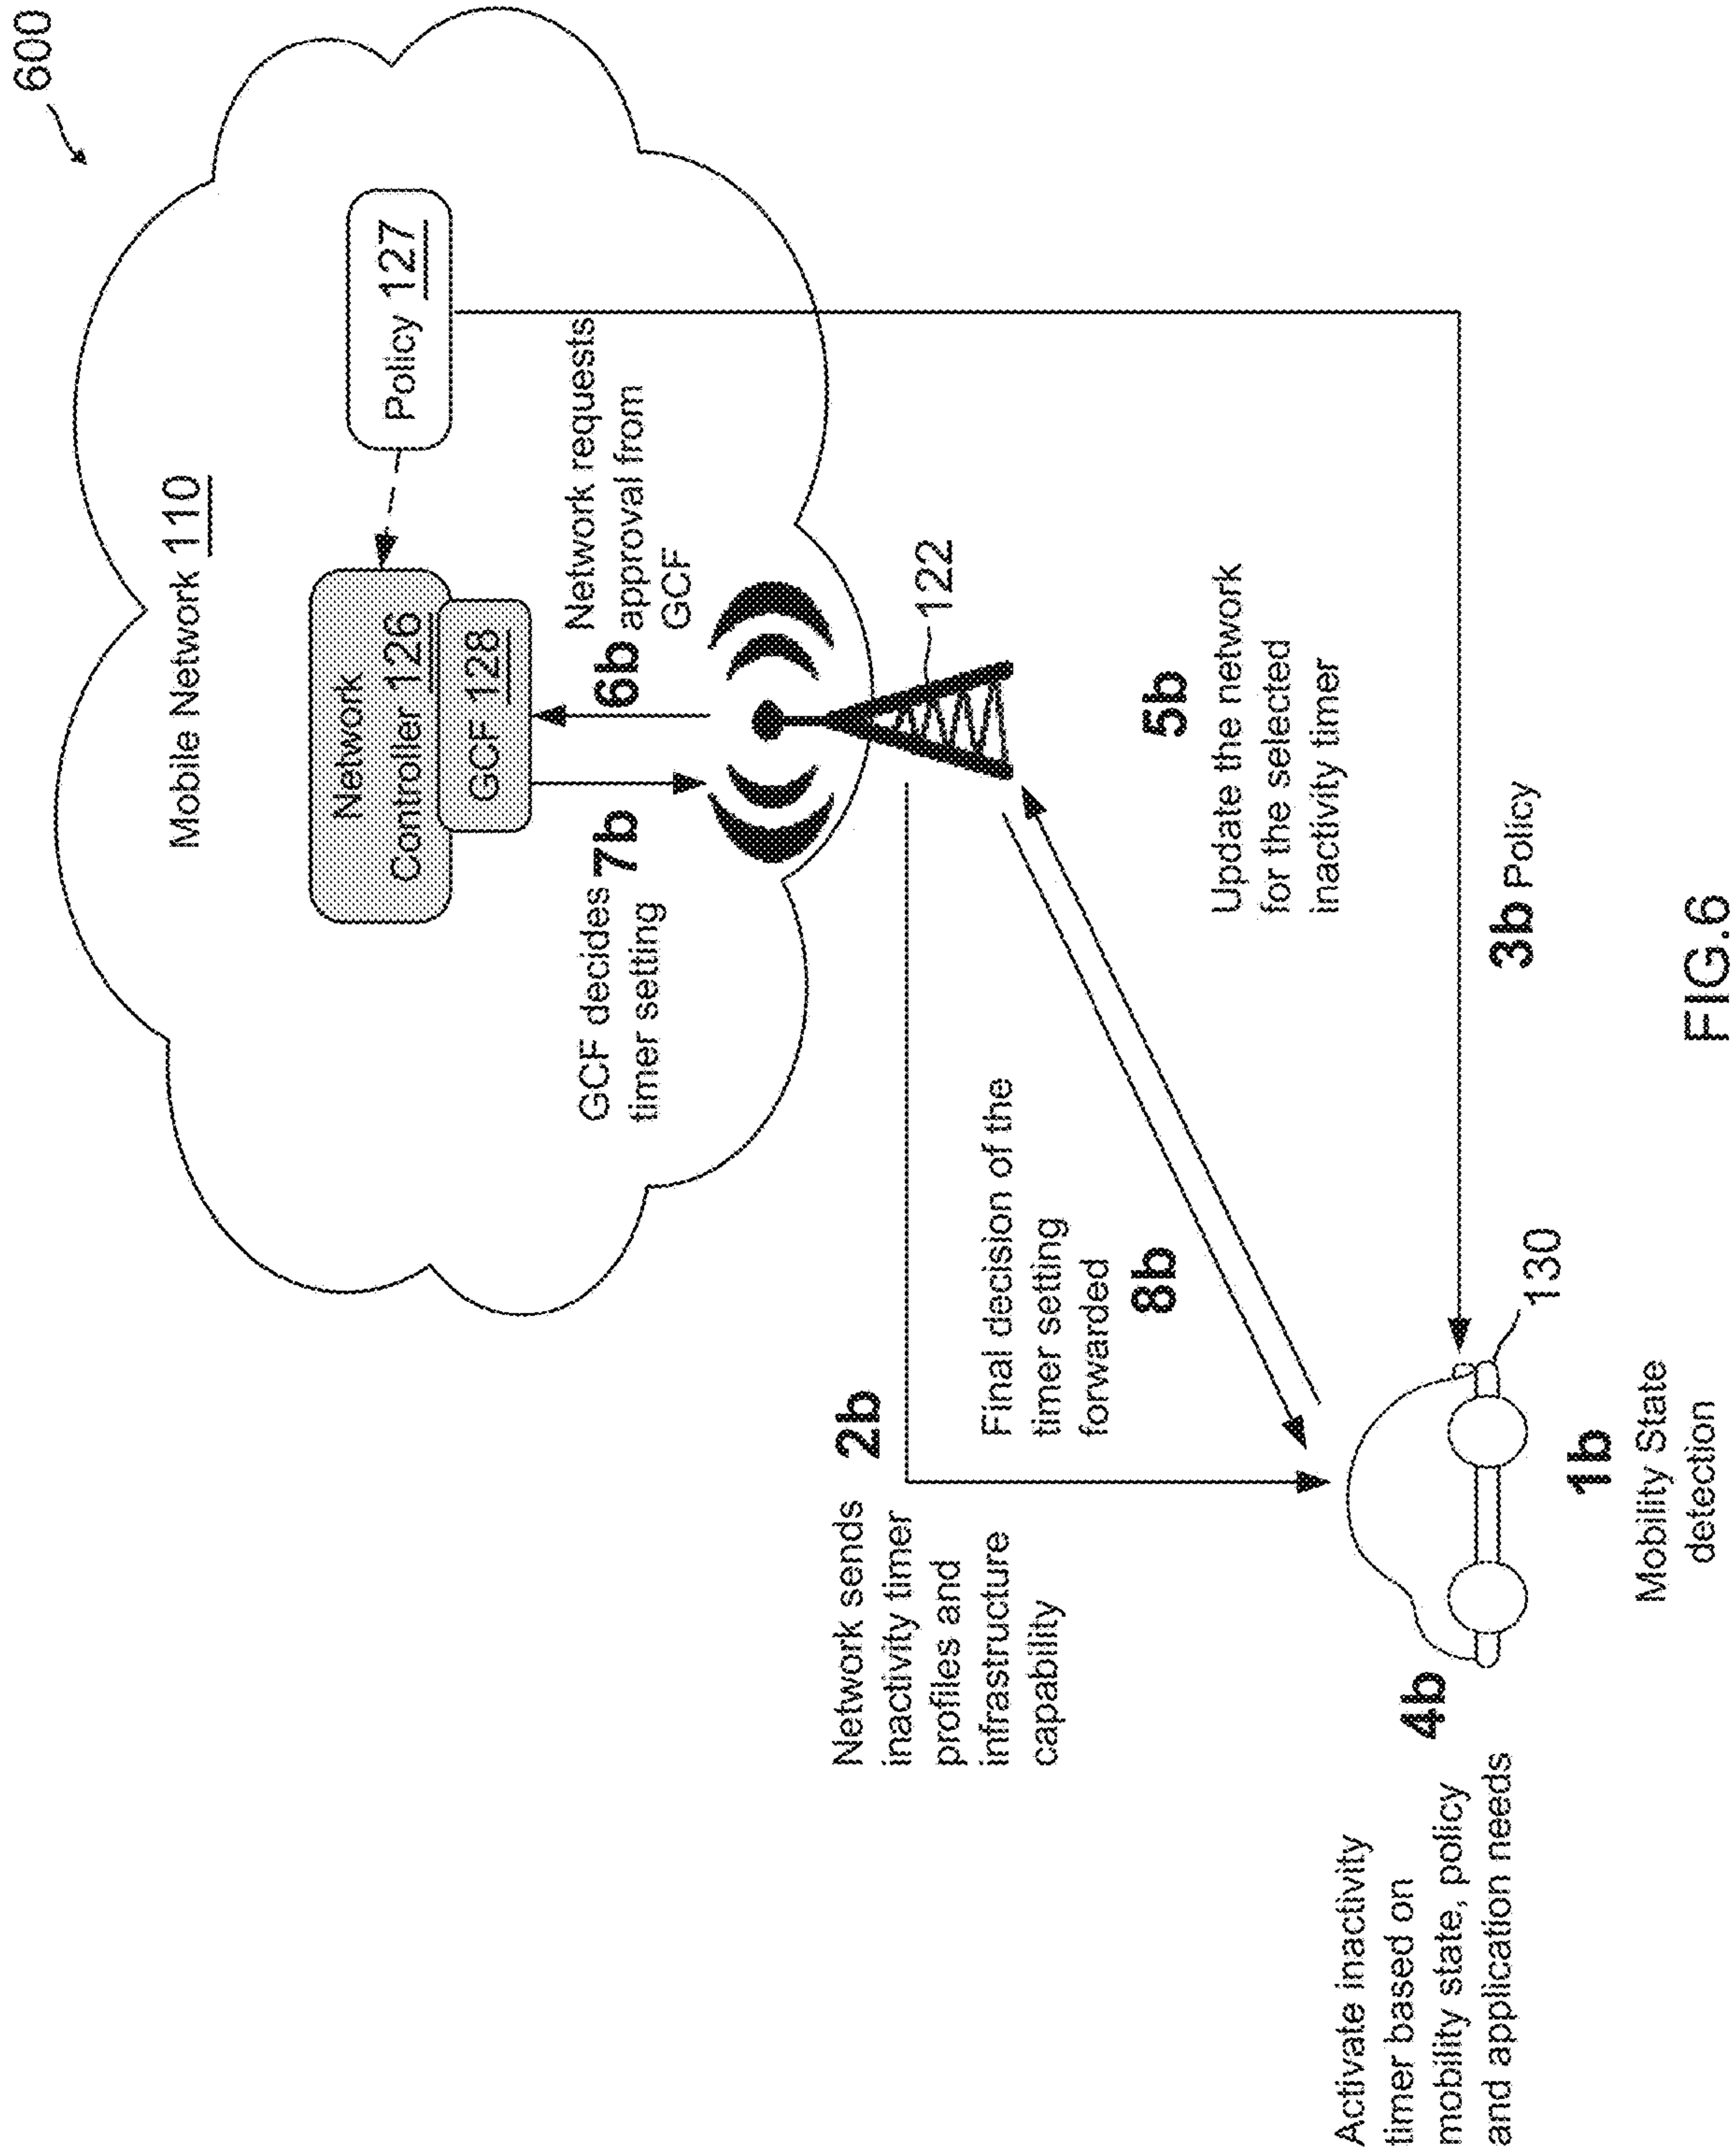 600
Mobile Network 110
Network
Controller 126
GCF 128
Policy 127
GCF decides
timer setting
7b
6b
Network requests
approval from
GCF
122
2b
Network sends
inactivity timer
profiles and
infrastructure
capability
Final decision of the
timer setting
forwarded
8b
5b
Update the network
for the selected
inactivity timer
4b
Activate inactivity
timer based on
mobility state, policy
and application needs
130
3b Policy
1b
Mobility State
detection
FIG.6